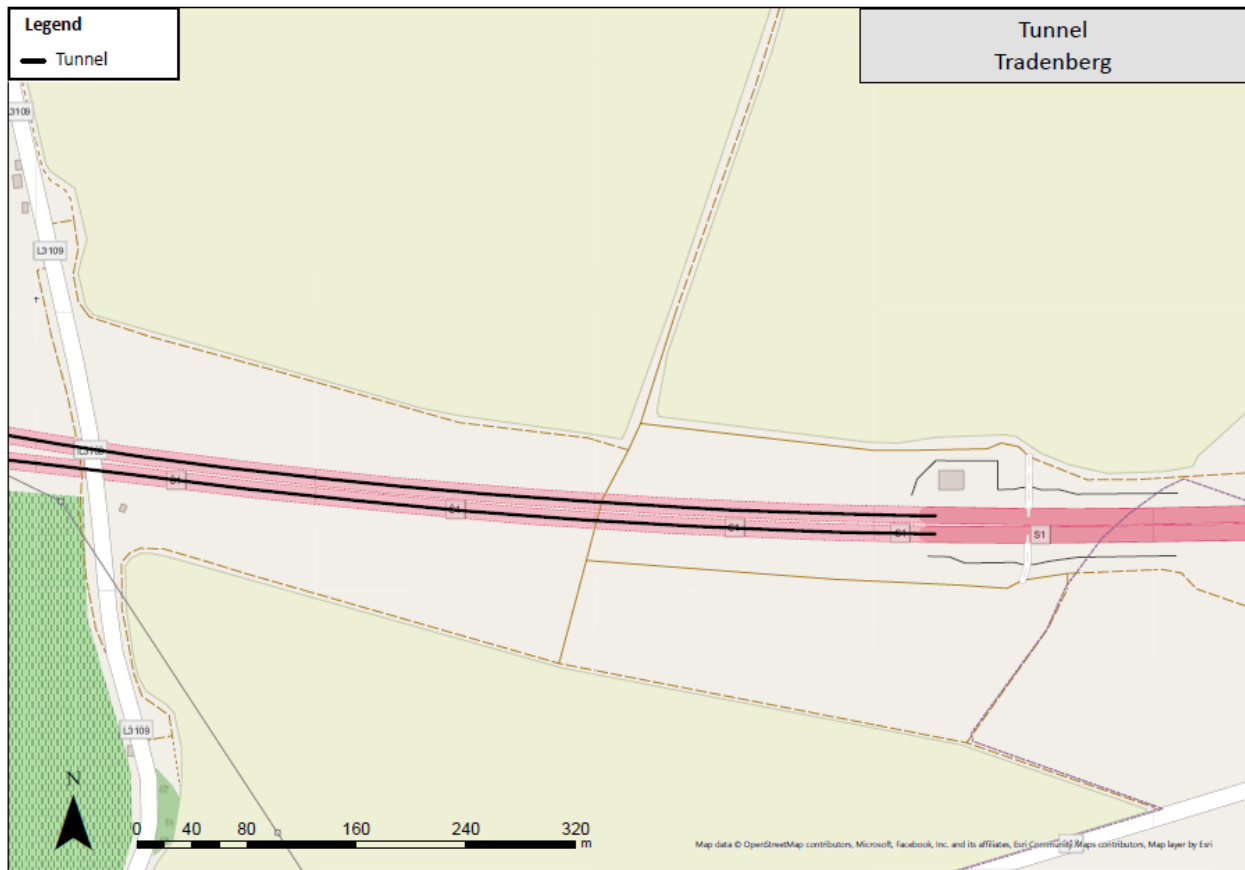 Legend
Tunnel
Tunnel
Tradenberg
L3109
L3109
L3109
S1
S1
S1
S1
S1
L3109
N
0 40 80 160 240 320
m
Map data © OpenStreetMap contributors, Microsoft, Facebook, Inc. and its affiliates, Esri Community Maps contributors, Map layer by Esri